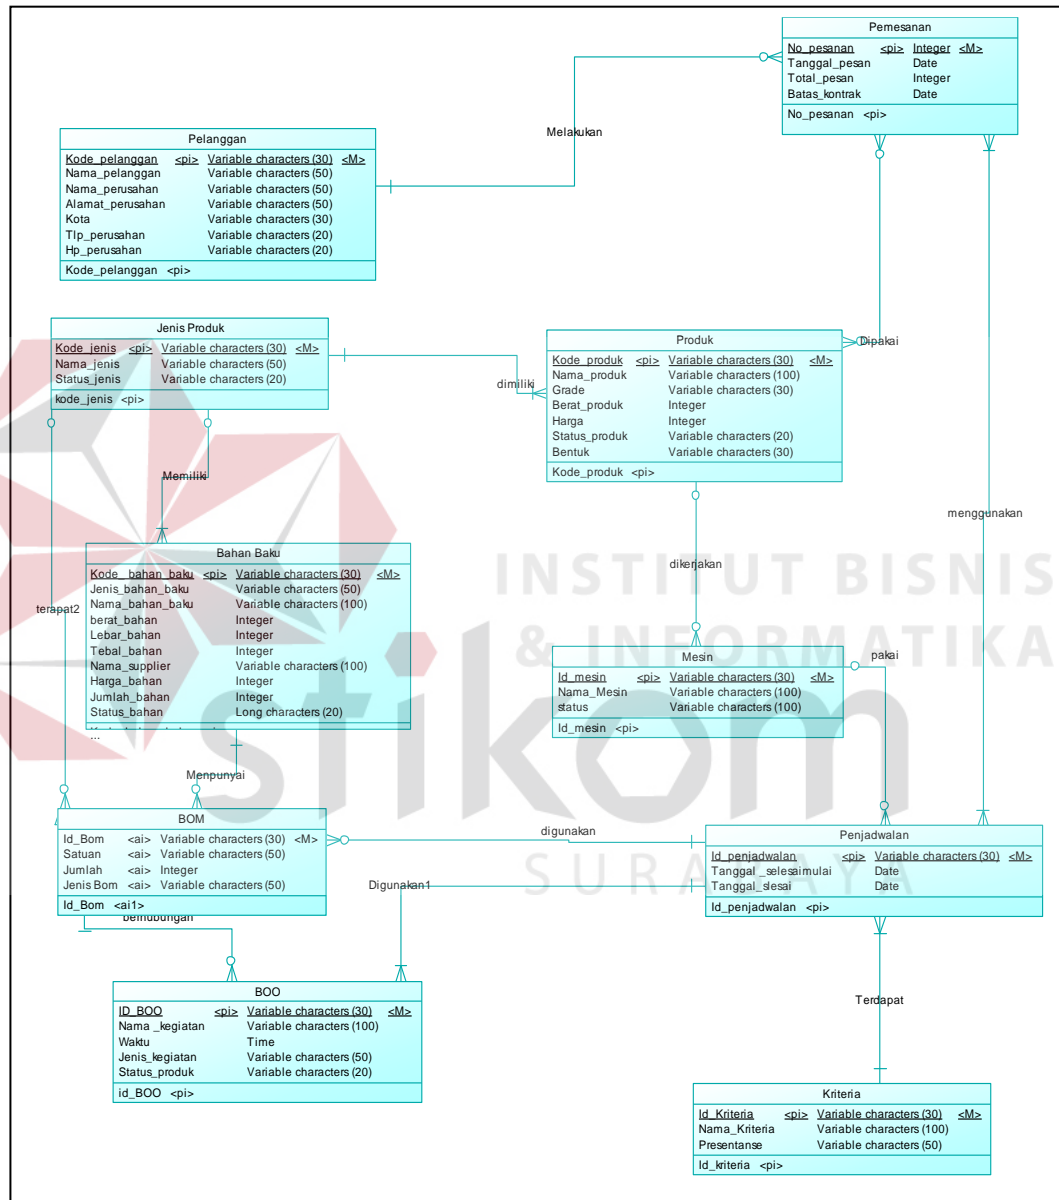 Pemesanan
No_pesanan <pi> Integer <M>
Tanggal_pesan Date
Total_pesan Integer
Batas_kontrak Date
No_pesanan <pi>
Melakukan
Pelanggan
Kode_pelanggan <pi> Variable characters (30) <M>
Nama_pelanggan Variable characters (50)
Nama_perusahan Variable characters (50)
Alamat_perusahan Variable characters (50)
Kota Variable characters (30)
Tlp_perusahan Variable characters (20)
Hp_perusahan Variable characters (20)
Kode_pelanggan <pi>
Jenis Produk
Kode_jenis <pi> Variable characters (30) <M>
Nama_jenis Variable characters (50)
Status_jenis Variable characters (20)
kode_jenis <pi>
dimiliki
Produk
Kode_produk <pi> Variable characters (30) <M>
Nama_produk Variable characters (100)
Grade Variable characters (30)
Berat_produk Integer
Harga Integer
Status_produk Variable characters (20)
Bentuk Variable characters (30)
Kode_produk <pi>
Dipakai
Memiliki
menggunakan
dikerjakan
terapat2
Bahan Baku
Kode_ bahan_baku <pi> Variable characters (30) <M>
Jenis_bahan_baku Variable characters (50)
Nama_bahan_baku Variable characters (100)
berat_bahan Integer
Lebar_bahan Integer
Tebal_bahan Integer
Nama_supplier Variable characters (100)
Harga_bahan Integer
Jumlah_bahan Integer
Status_bahan Long characters (20)
...
INSTITUT BISNIS
& INFORMATIKA
stikom
SURABAYA
Mesin
Id_mesin <pi> Variable characters (30) <M>
Nama_Mesin Variable characters (100)
status Variable characters (100)
Id_mesin <pi>
pakai
Menpunyai
BOM
Id_Bom <ai> Variable characters (30) <M>
Satuan <ai> Variable characters (50)
Jumlah <ai> Integer
Jenis Bom <ai> Variable characters (50)
Id_Bom <ai1>
digunakan
Digunakan1
berhubungan
Penjadwalan
Id_penjadwalan <pi> Variable characters (30) <M>
Tanggal _selesaimulai Date
Tanggal_slesai Date
Id_penjadwalan <pi>
BOO
ID_BOO <pi> Variable characters (30) <M>
Nama _kegiatan Variable characters (100)
Waktu Time
Jenis_kegiatan Variable characters (50)
Status_produk Variable characters (20)
id_BOO <pi>
Terdapat
Kriteria
Id_Kriteria <pi> Variable characters (30) <M>
Nama_Kriteria Variable characters (100)
Presentanse Variable characters (50)
Id_kriteria <pi>